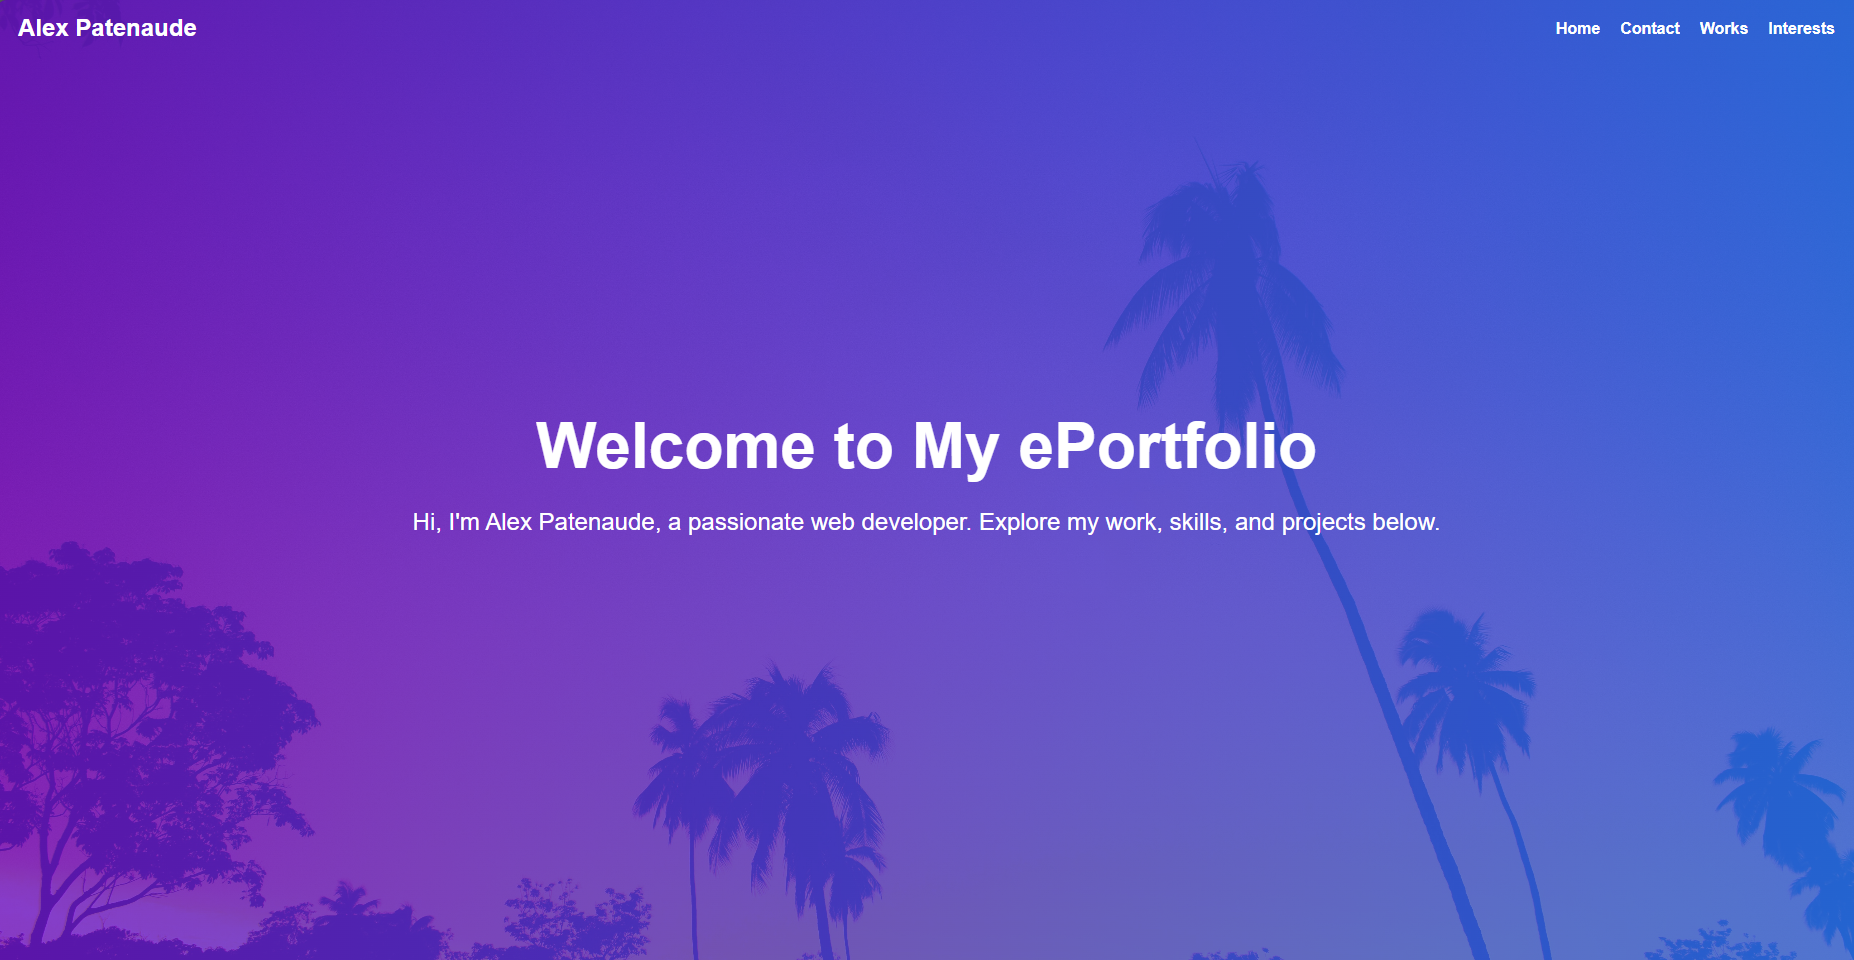 Alex Patenaude
Home Contact Works Interests
Welcome to My ePortfolio
Hi, I'm Alex Patenaude, a passionate web developer. Explore my work, skills, and projects below.